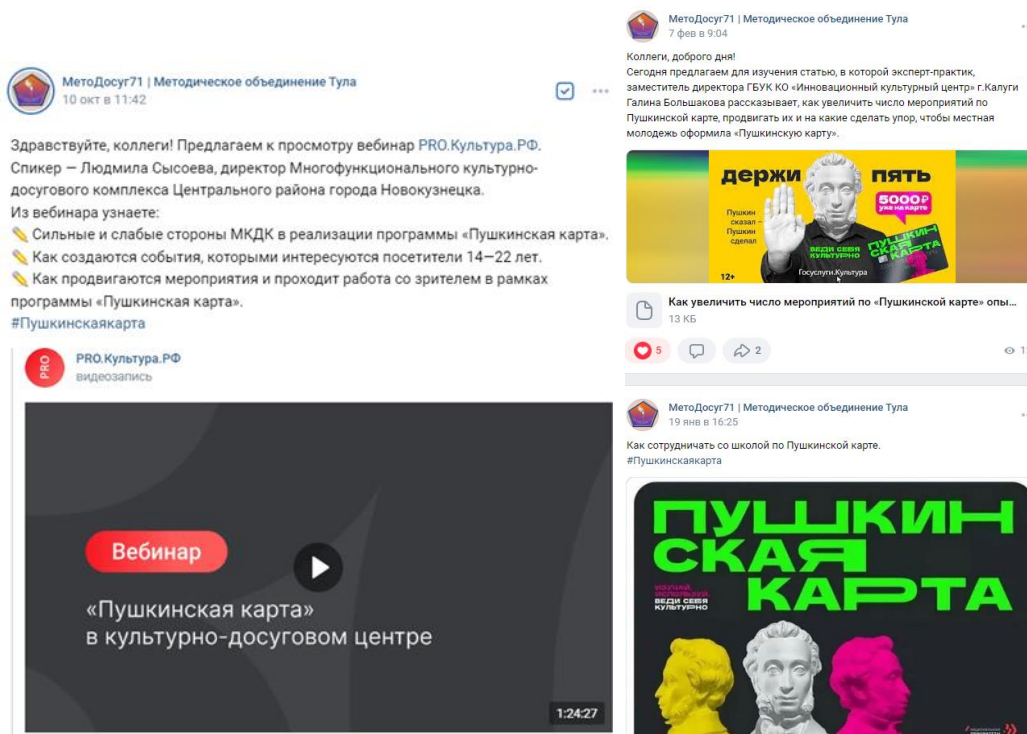 МетоДосуг71 | Методическое объединение Тула
10 окт в 11:42
Здравствуйте, коллеги! Предлагаем к просмотру вебинар PRO.Культура.РФ.
Спикер — Людмила Сысоева, директор Многофункционального культурно-
досугового комплекса Центрального района города Новокузнецка.
Из вебинара узнаете:
✏️ Сильные и слабые стороны МКДК в реализации программы «Пушкинская карта».
✏️ Как создаются события, которыми интересуются посетители 14–22 лет.
✏️ Как продвигаются мероприятия и проходит работа со зрителем в рамках
программы «Пушкинская карта».
#Пушкинскаякарта
PRO
PRO.Культура.РФ
видеозапись
Вебинар
«Пушкинская карта»
в культурно-досуговом центре
1:24:27
МетоДосуг71 | Методическое объединение Тула
7 фев в 9:04
Коллеги, доброго дня!
Сегодня предлагаем для изучения статью, в которой эксперт-практик,
заместитель директора ГБУК КО «Инновационный культурный центр» г.Калуги
Галина Большакова рассказывает, как увеличить число мероприятий по
Пушкинской карте, продвигать их и на какие сделать упор, чтобы местная
молодежь оформила «Пушкинскую карту».
держи пять
5000₽
уже на карте
Пушкин
сказал –
Пушкин
сделал
ВЕДИ СЕБЯ
КУЛЬТУРНО
ПУШКИН
СКАЯ
КАРТА
12+
Госуслуги.Культура
Как увеличить число мероприятий по «Пушкинской карте» опы...
13 КБ
5
2
МетоДосуг71 | Методическое объединение Тула
19 янв в 16:25
Как сотрудничать со школой по Пушкинской карте.
#Пушкинскаякарта
ПУШКИН
СКАЯ
КАРТА
ИЗУЧАЙ,
ИСПОЛЬЗУЙ,
ВЕДИ СЕБЯ
КУЛЬТУРНО